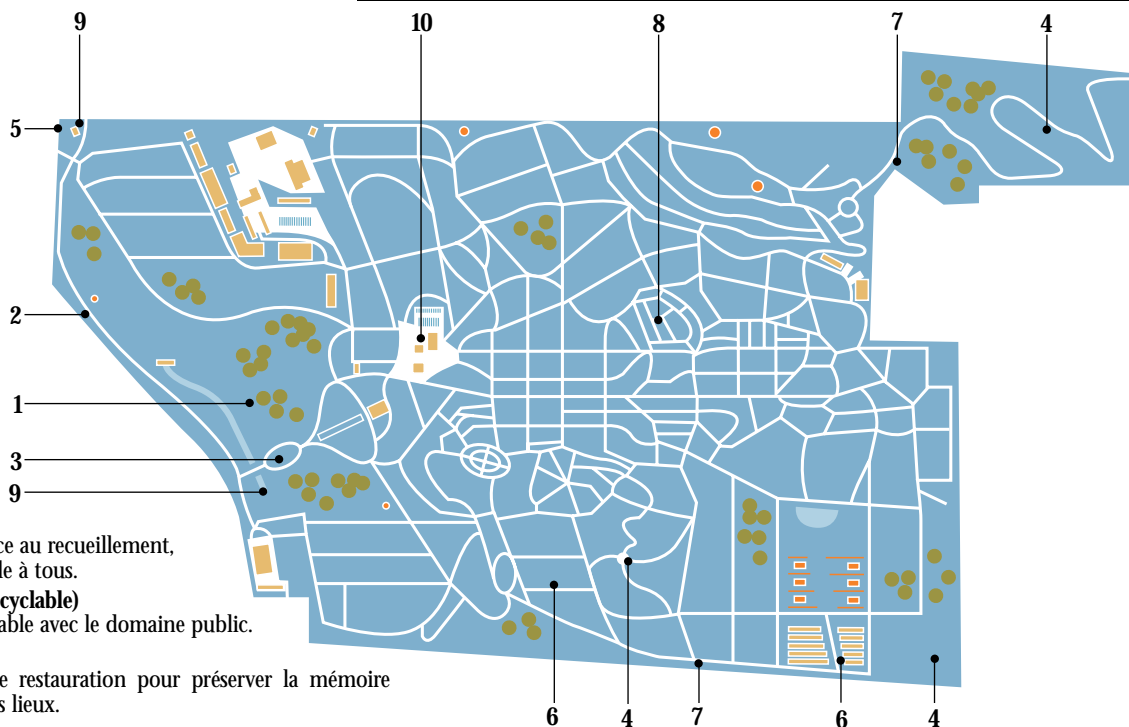 9 10 8 7 4
5
2
1
3
9
ce au recueillement,
le à tous.
cyclable)
able avec le domaine public.
e restauration pour préserver la mémoire
s lieux.
6 4 7 6 4